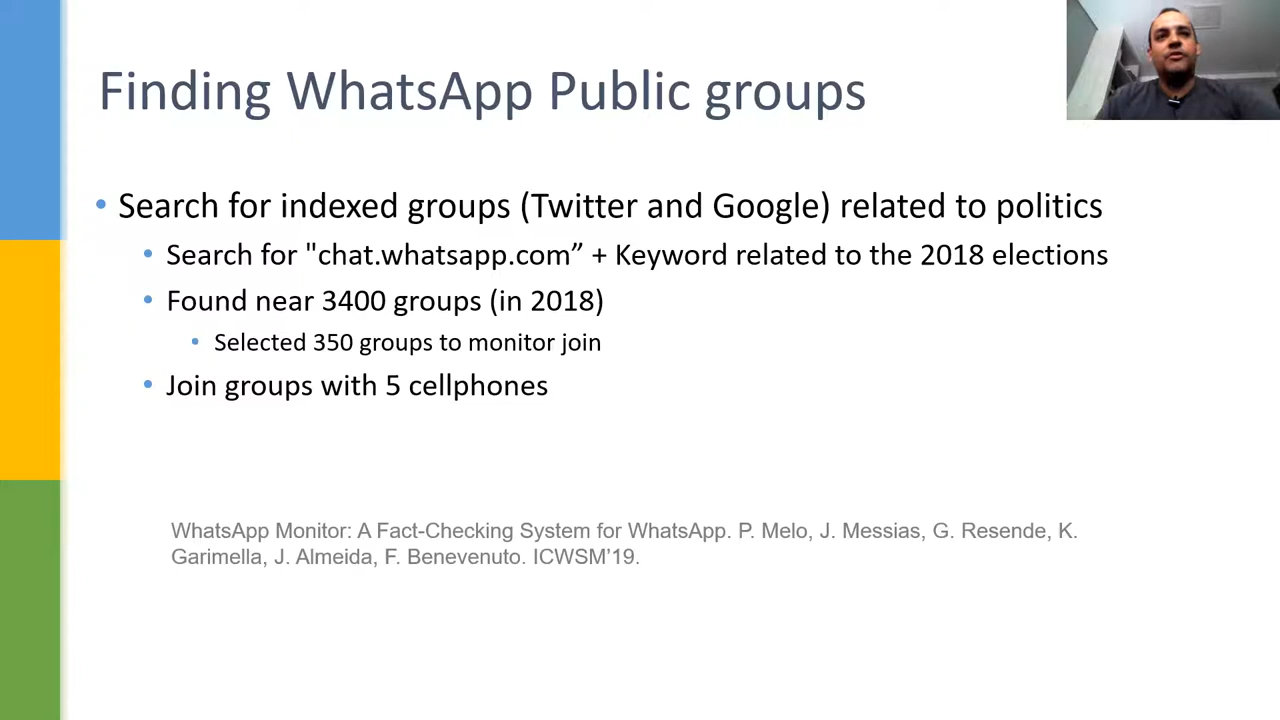 Finding WhatsApp Public groups
• Search for indexed groups (Twitter and Google) related to politics
• Search for "chat.whatsapp.com” + Keyword related to the 2018 elections
• Found near 3400 groups (in 2018)
• Selected 350 groups to monitor join
• Join groups with 5 cellphones
WhatsApp Monitor: A Fact-Checking System for WhatsApp. P. Melo, J. Messias, G. Resende, K.
Garimella, J. Almeida, F. Benevenuto. ICWSM’19.